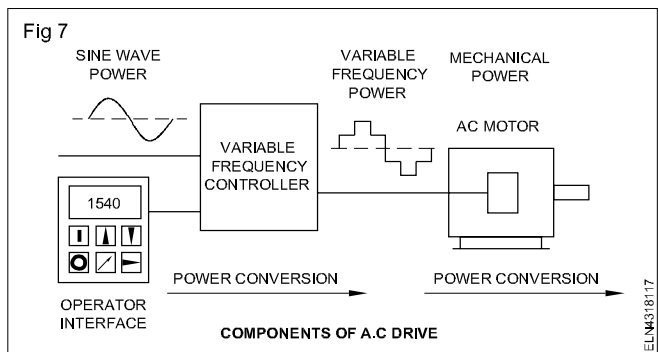 Fig 7
SINE WAVE
POWER
VARIABLE
FREQUENCY
POWER
MECHANICAL
POWER
AC MOTOR
VARIABLE
FREQUENCY
CONTROLLER
1540
OPERATOR
INTERFACE
POWER CONVERSION
POWER CONVERSION
COMPONENTS OF A.C DRIVE
ELN4318117